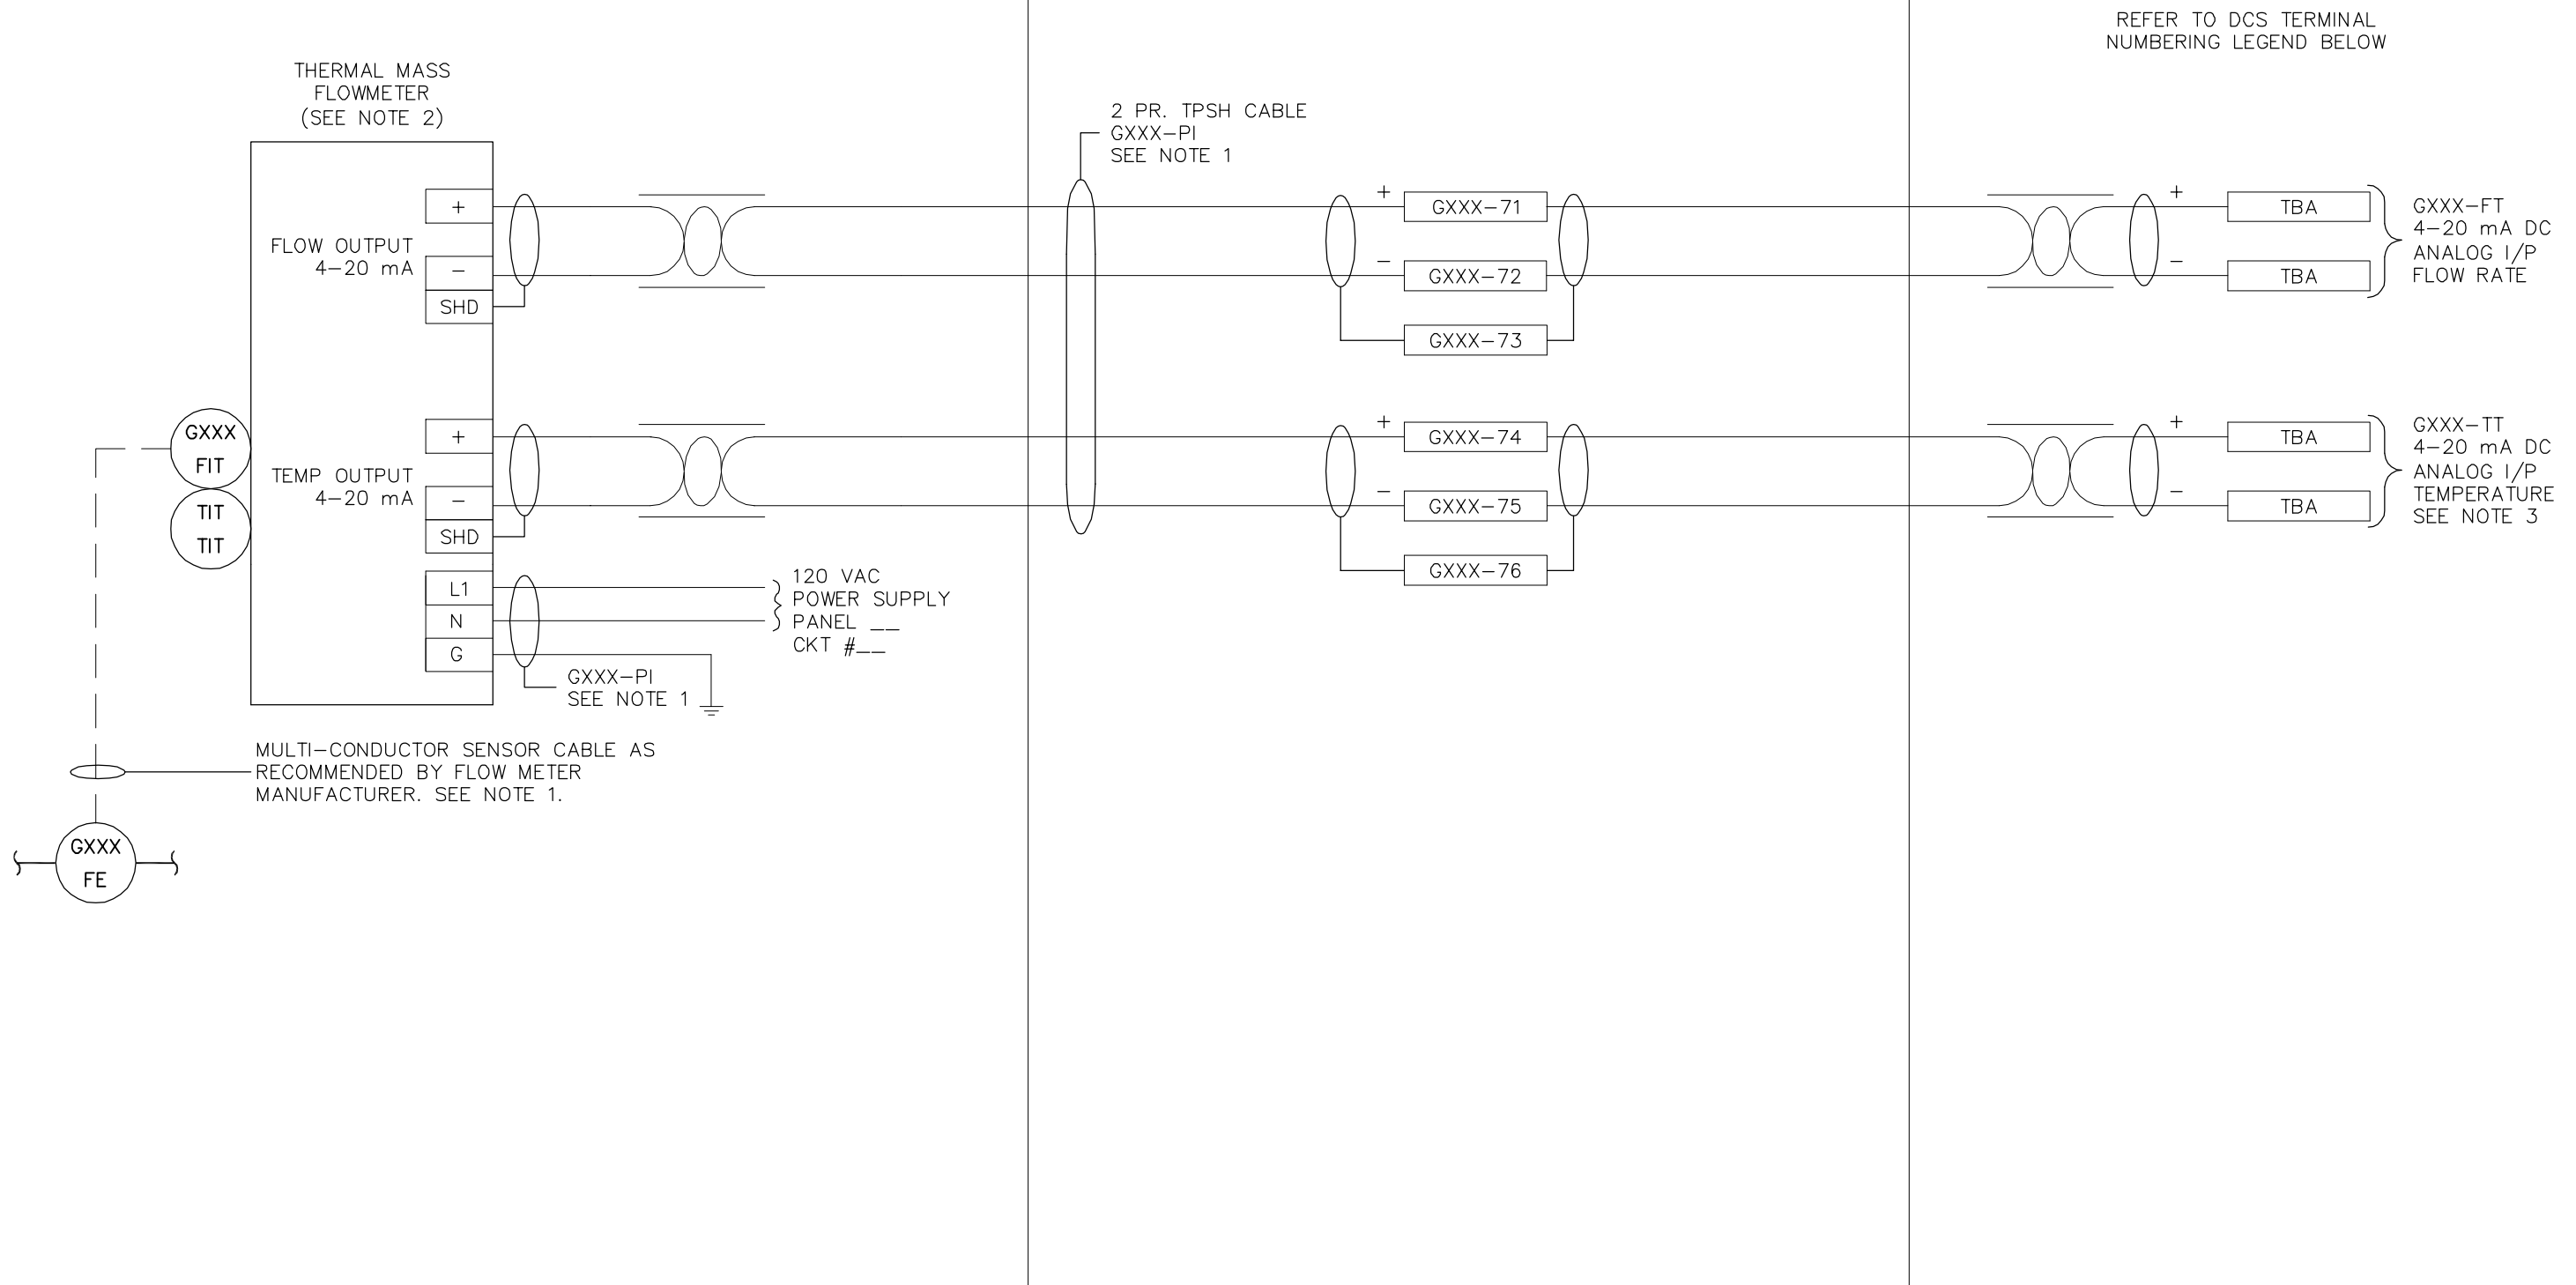 REFER TO DCS TERMINAL
NUMBERING LEGEND BELOW
THERMAL MASS
FLOWMETER
(SEE NOTE 2)
2 PR. TPSH CABLE
GXXX-PI
SEE NOTE 1
+
FLOW OUTPUT
4-20 mA
-
SHD
+
GXXX-71
-
GXXX-72
GXXX-73
+
TBA
-
TBA
GXXX-FT
4-20 mA DC
ANALOG I/P
FLOW RATE
GXXX
FIT
TIT
TIT
+
TEMP OUTPUT
4-20 mA
-
SHD
+
GXXX-74
-
GXXX-75
GXXX-76
+
TBA
-
TBA
GXXX-TT
4-20 mA DC
ANALOG I/P
TEMPERATURE
SEE NOTE 3
L1
N
G
120 VAC
POWER SUPPLY
PANEL __
CKT #__
GXXX-PI
SEE NOTE 1
MULTI-CONDUCTOR SENSOR CABLE AS
RECOMMENDED BY FLOW METER
MANUFACTURER. SEE NOTE 1.
GXXX
FE